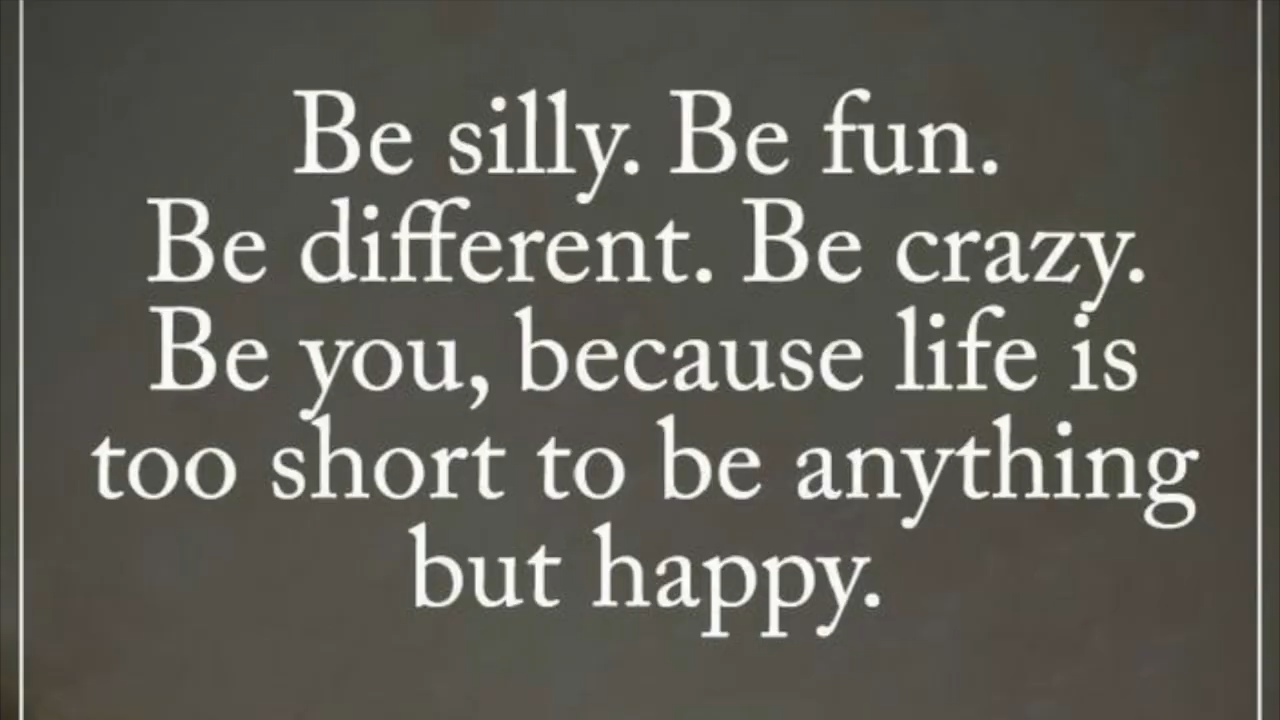 Be silly. Be fun.
Be different. Be crazy.
Be you, because life is
too short to be anything
but happy.